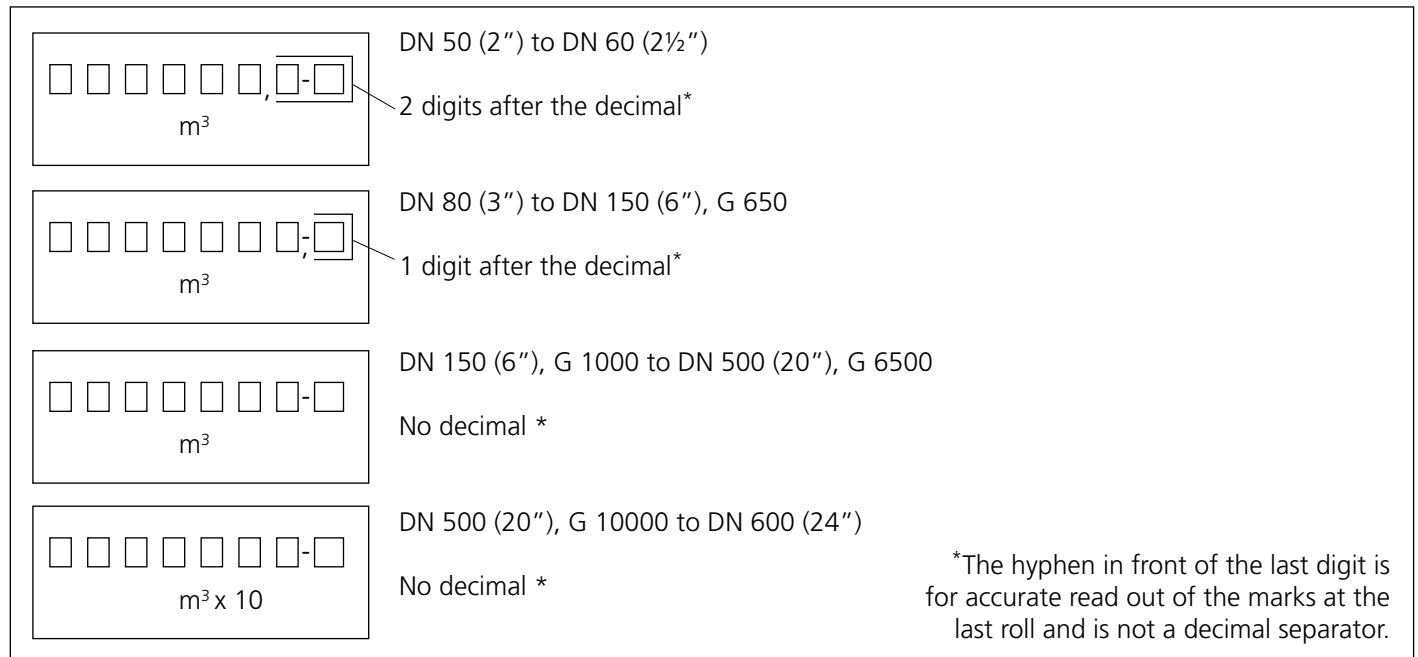 DN 50 (2") to DN 60 (2½")
, -
2 digits after the decimal*
m³
DN 80 (3") to DN 150 (6"), G 650
,-
1 digit after the decimal*
m³
DN 150 (6"), G 1000 to DN 500 (20"), G 6500
-
No decimal *
m³
DN 500 (20"), G 10000 to DN 600 (24")
-
No decimal *
m³ x 10
*The hyphen in front of the last digit is
for accurate read out of the marks at the
last roll and is not a decimal separator.